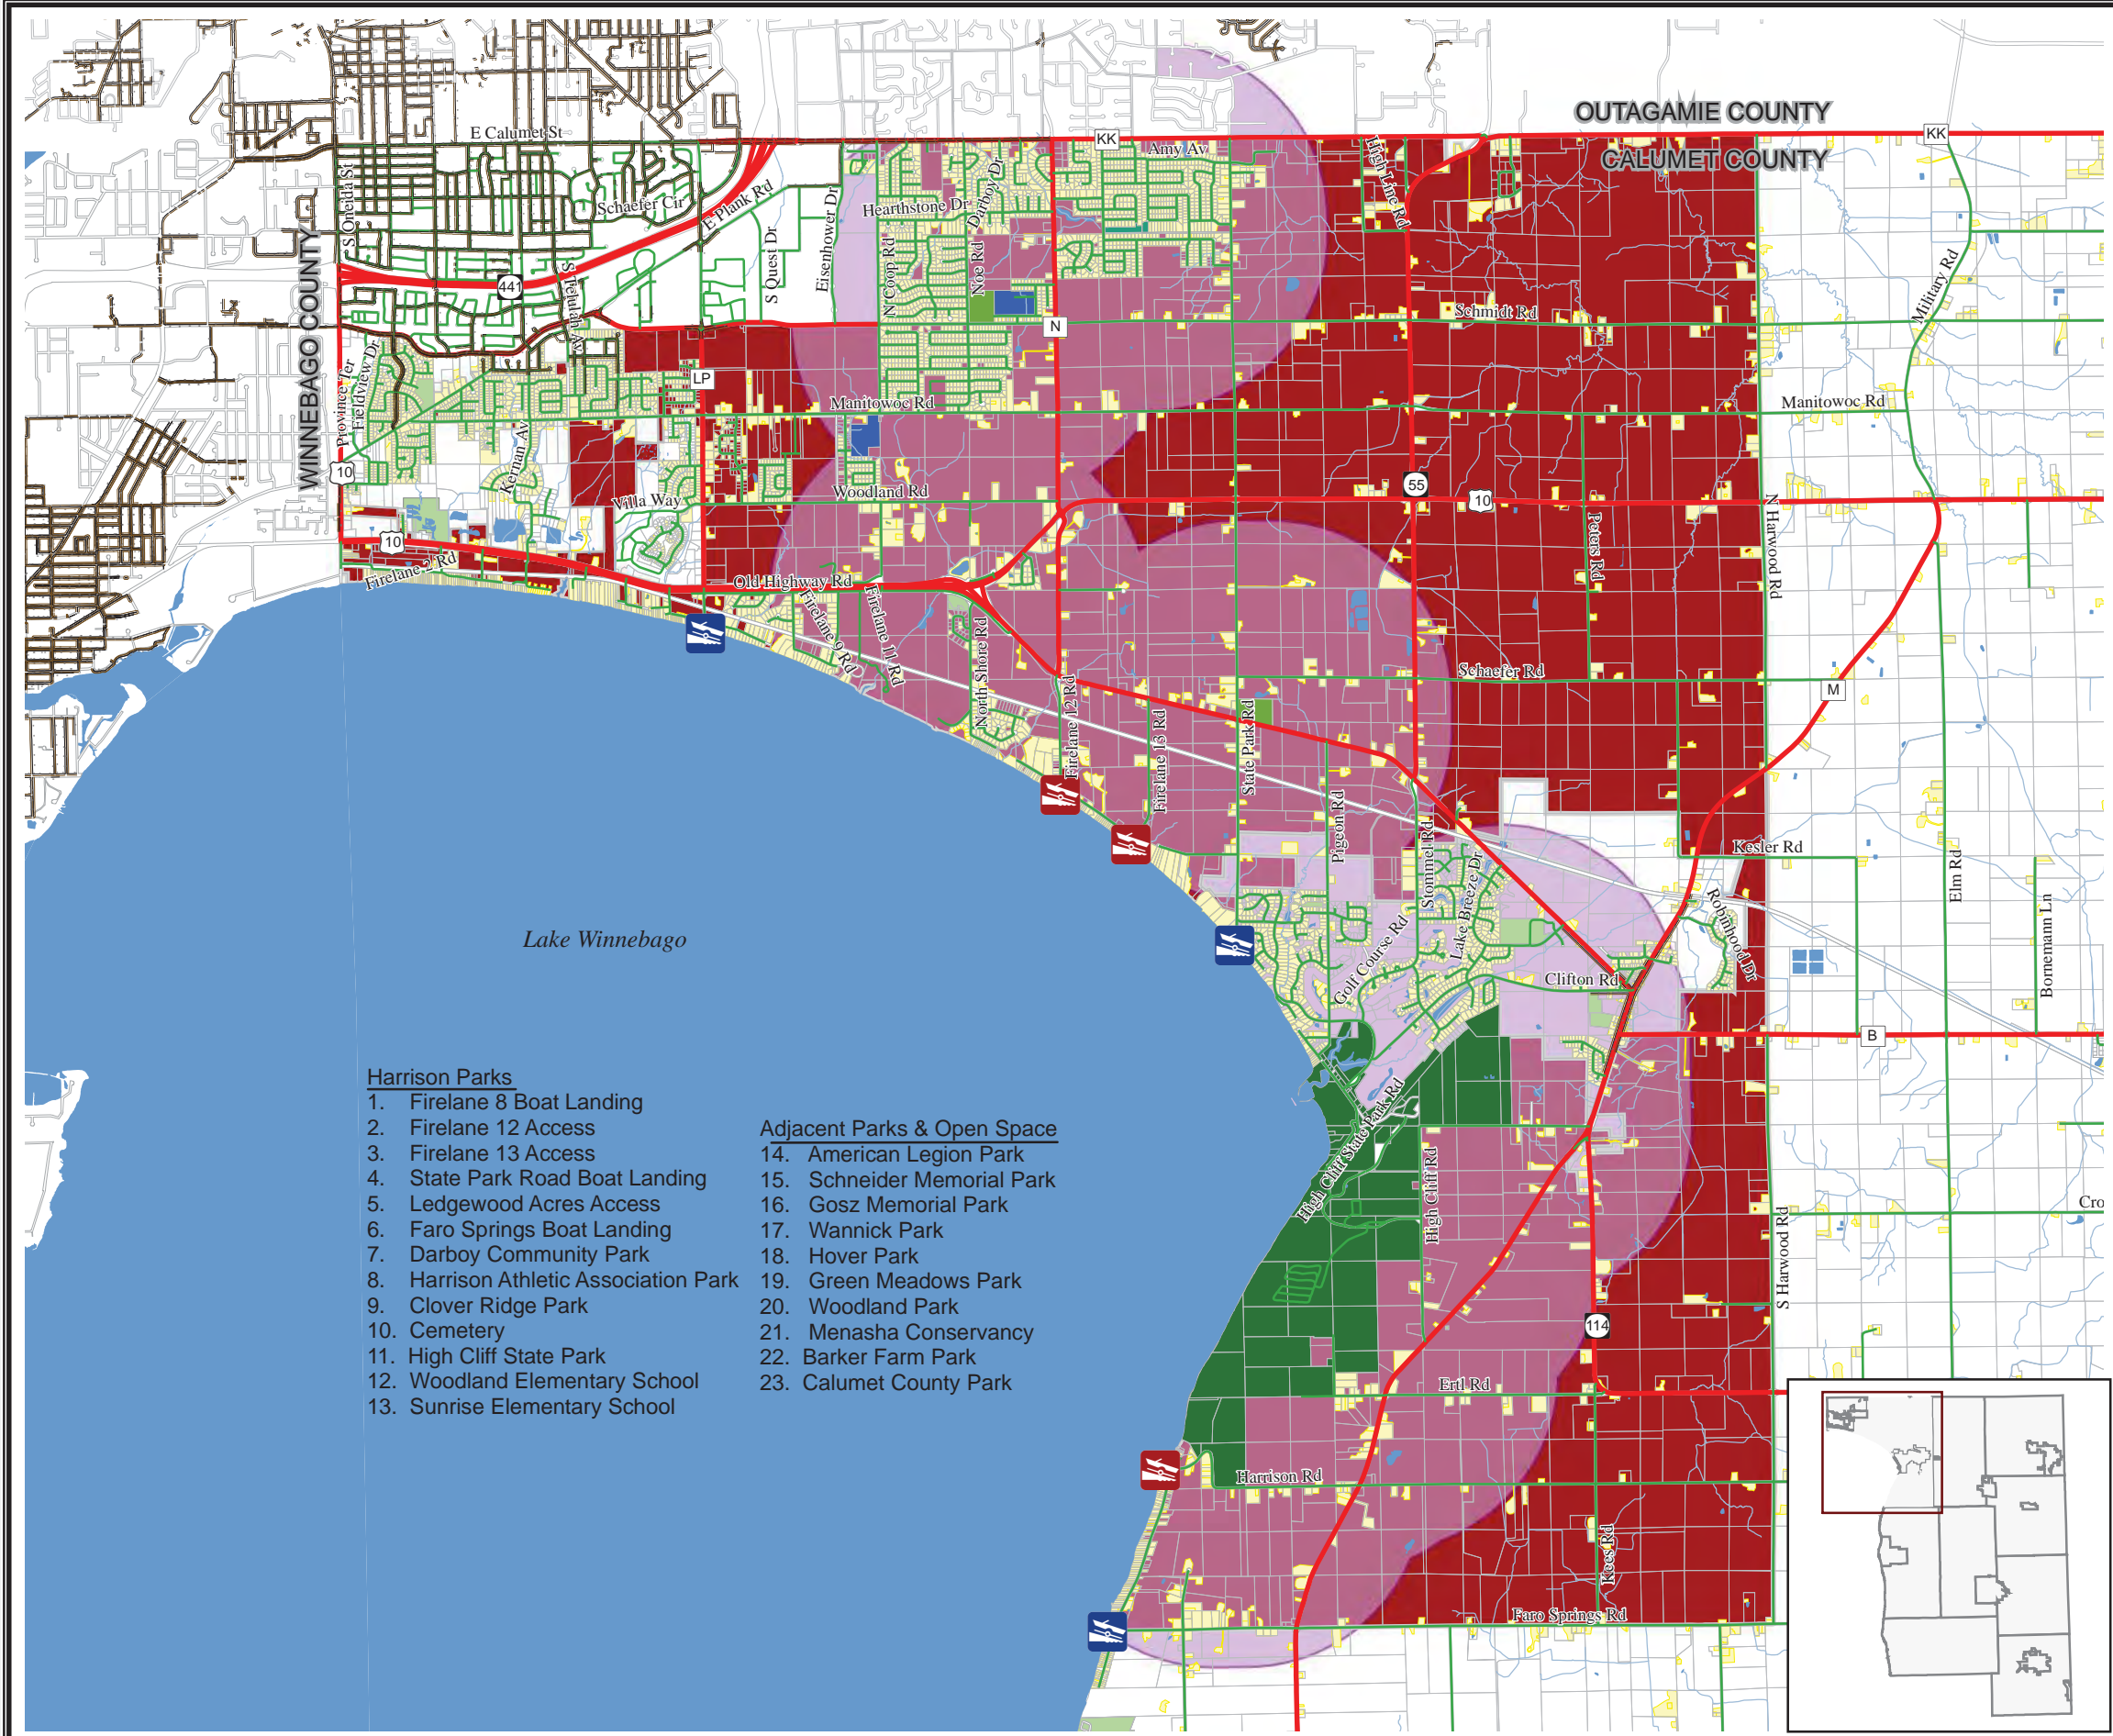 OUTAGAMIE COUNTY
KK
KK
E Calumet St
Amy Av
CALUMET COUNTY
High Line Rd
S Oneida St
Schaefer Cir
E Plank Rd
Eisenhower Dr
Hearthstone Dr
Darboy Dr
S Quest Dr
N Coop Rd
Noe Rd
Military Rd
WINNEBAGO COUNTY
441
S Telulah Av
N
Schmidt Rd
Province Ter
Fieldview Dr
LP
Manitowoc Rd
Manitowoc Rd
Kernan Av
10
Villa Way
Woodland Rd
55
10
N Harwood Rd
Peters Rd
10
Firelane 2 Rd
Old Highway Rd
Firelane 9 Rd
Firelane 11 Rd
North Shore Rd
Firelane 12 Rd
Firelane 13 Rd
State Park Rd
Schaefer Rd
M
Pigeon Rd
Stommel Rd
Lake Breeze Dr
Kesler Rd
Elm Rd
Robinhood Dr
Bornemann Ln
Golf Course Rd
Clifton Rd
Lake Winnebago
B
High Cliff State Park Rd
High Cliff Rd
S Harwood Rd
Cro
114
Ertl Rd
Harrison Rd
Kees Rd
Faro Springs Rd
Harrison Parks
1. Firelane 8 Boat Landing
2. Firelane 12 Access
3. Firelane 13 Access
4. State Park Road Boat Landing
5. Ledgewood Acres Access
6. Faro Springs Boat Landing
7. Darboy Community Park
8. Harrison Athletic Association Park
9. Clover Ridge Park
10. Cemetery
11. High Cliff State Park
12. Woodland Elementary School
13. Sunrise Elementary School
Adjacent Parks & Open Space
14. American Legion Park
15. Schneider Memorial Park
16. Gosz Memorial Park
17. Wannick Park
18. Hover Park
19. Green Meadows Park
20. Woodland Park
21. Menasha Conservancy
22. Barker Farm Park
23. Calumet County Park